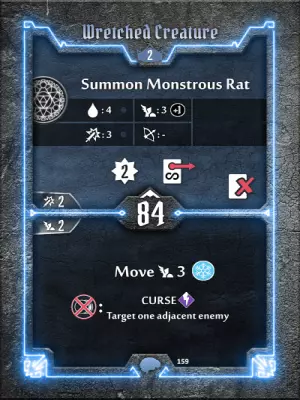 Wretched Creature
2
Summon Monstrous Rat
: 4 : 3 +1
: 3 : -
2 S
2
84
2
Move 3
: CURSE
Target one adjacent enemy
159